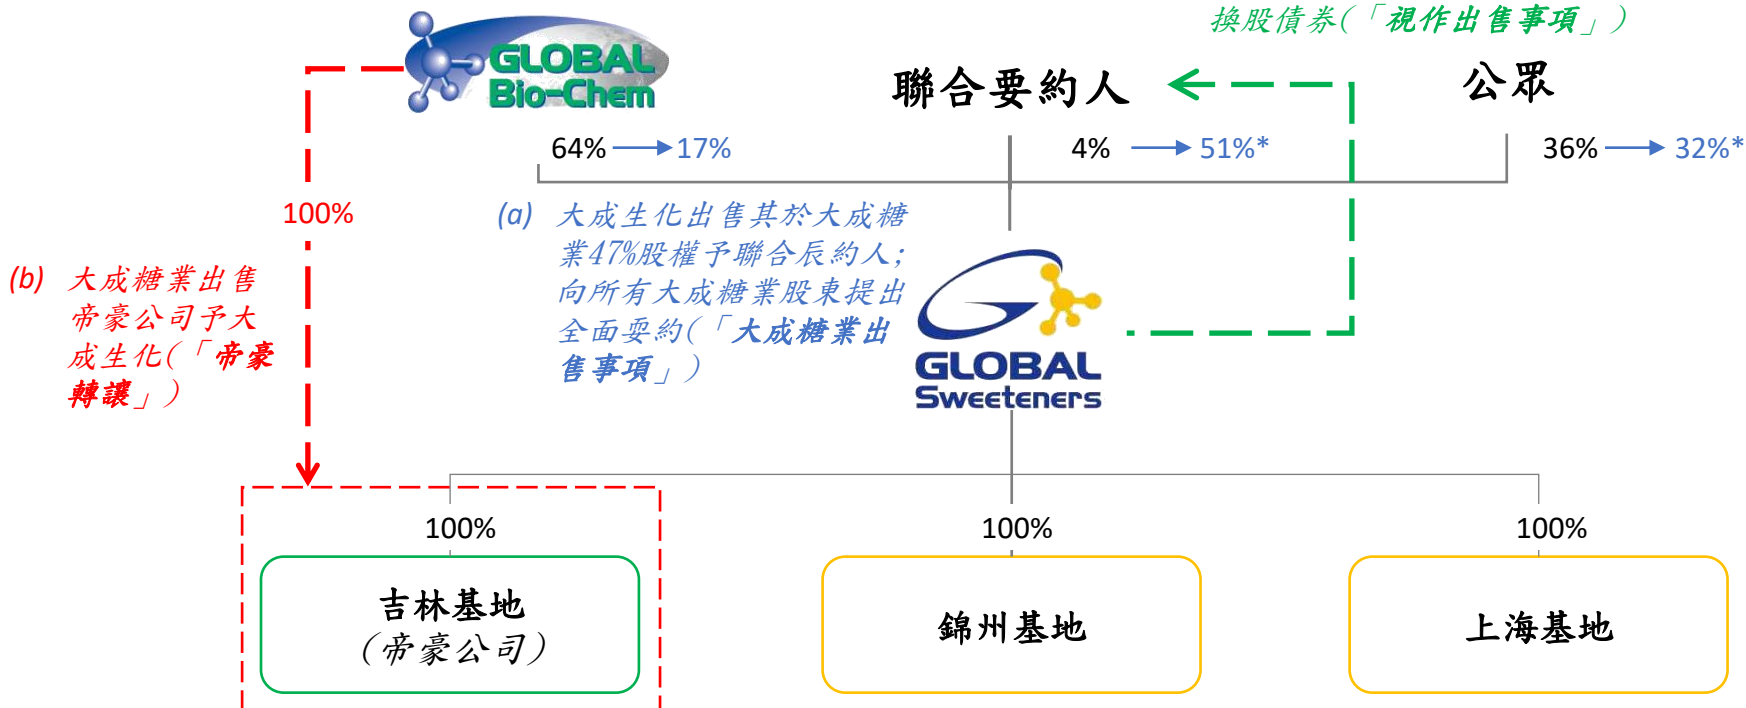 換股債券(「視作出售事項」)
GLOBAL
Bio-Chem
聯合要約人
公眾
64% 17%
4% 51%*
36% 32%*
100%
(a) 大成生化出售其於大成糖
業47%股權予聯合辰約人;
向所有大成糖業股東提出
全面耍約(「大成糖業出
售事項」)
(b) 大成糖業出售
帝豪公司予大
成生化(「帝豪
轉讓」)
GLOBAL
Sweeteners
100%
100%
100%
吉林基地
(帝豪公司)
錦州基地
上海基地